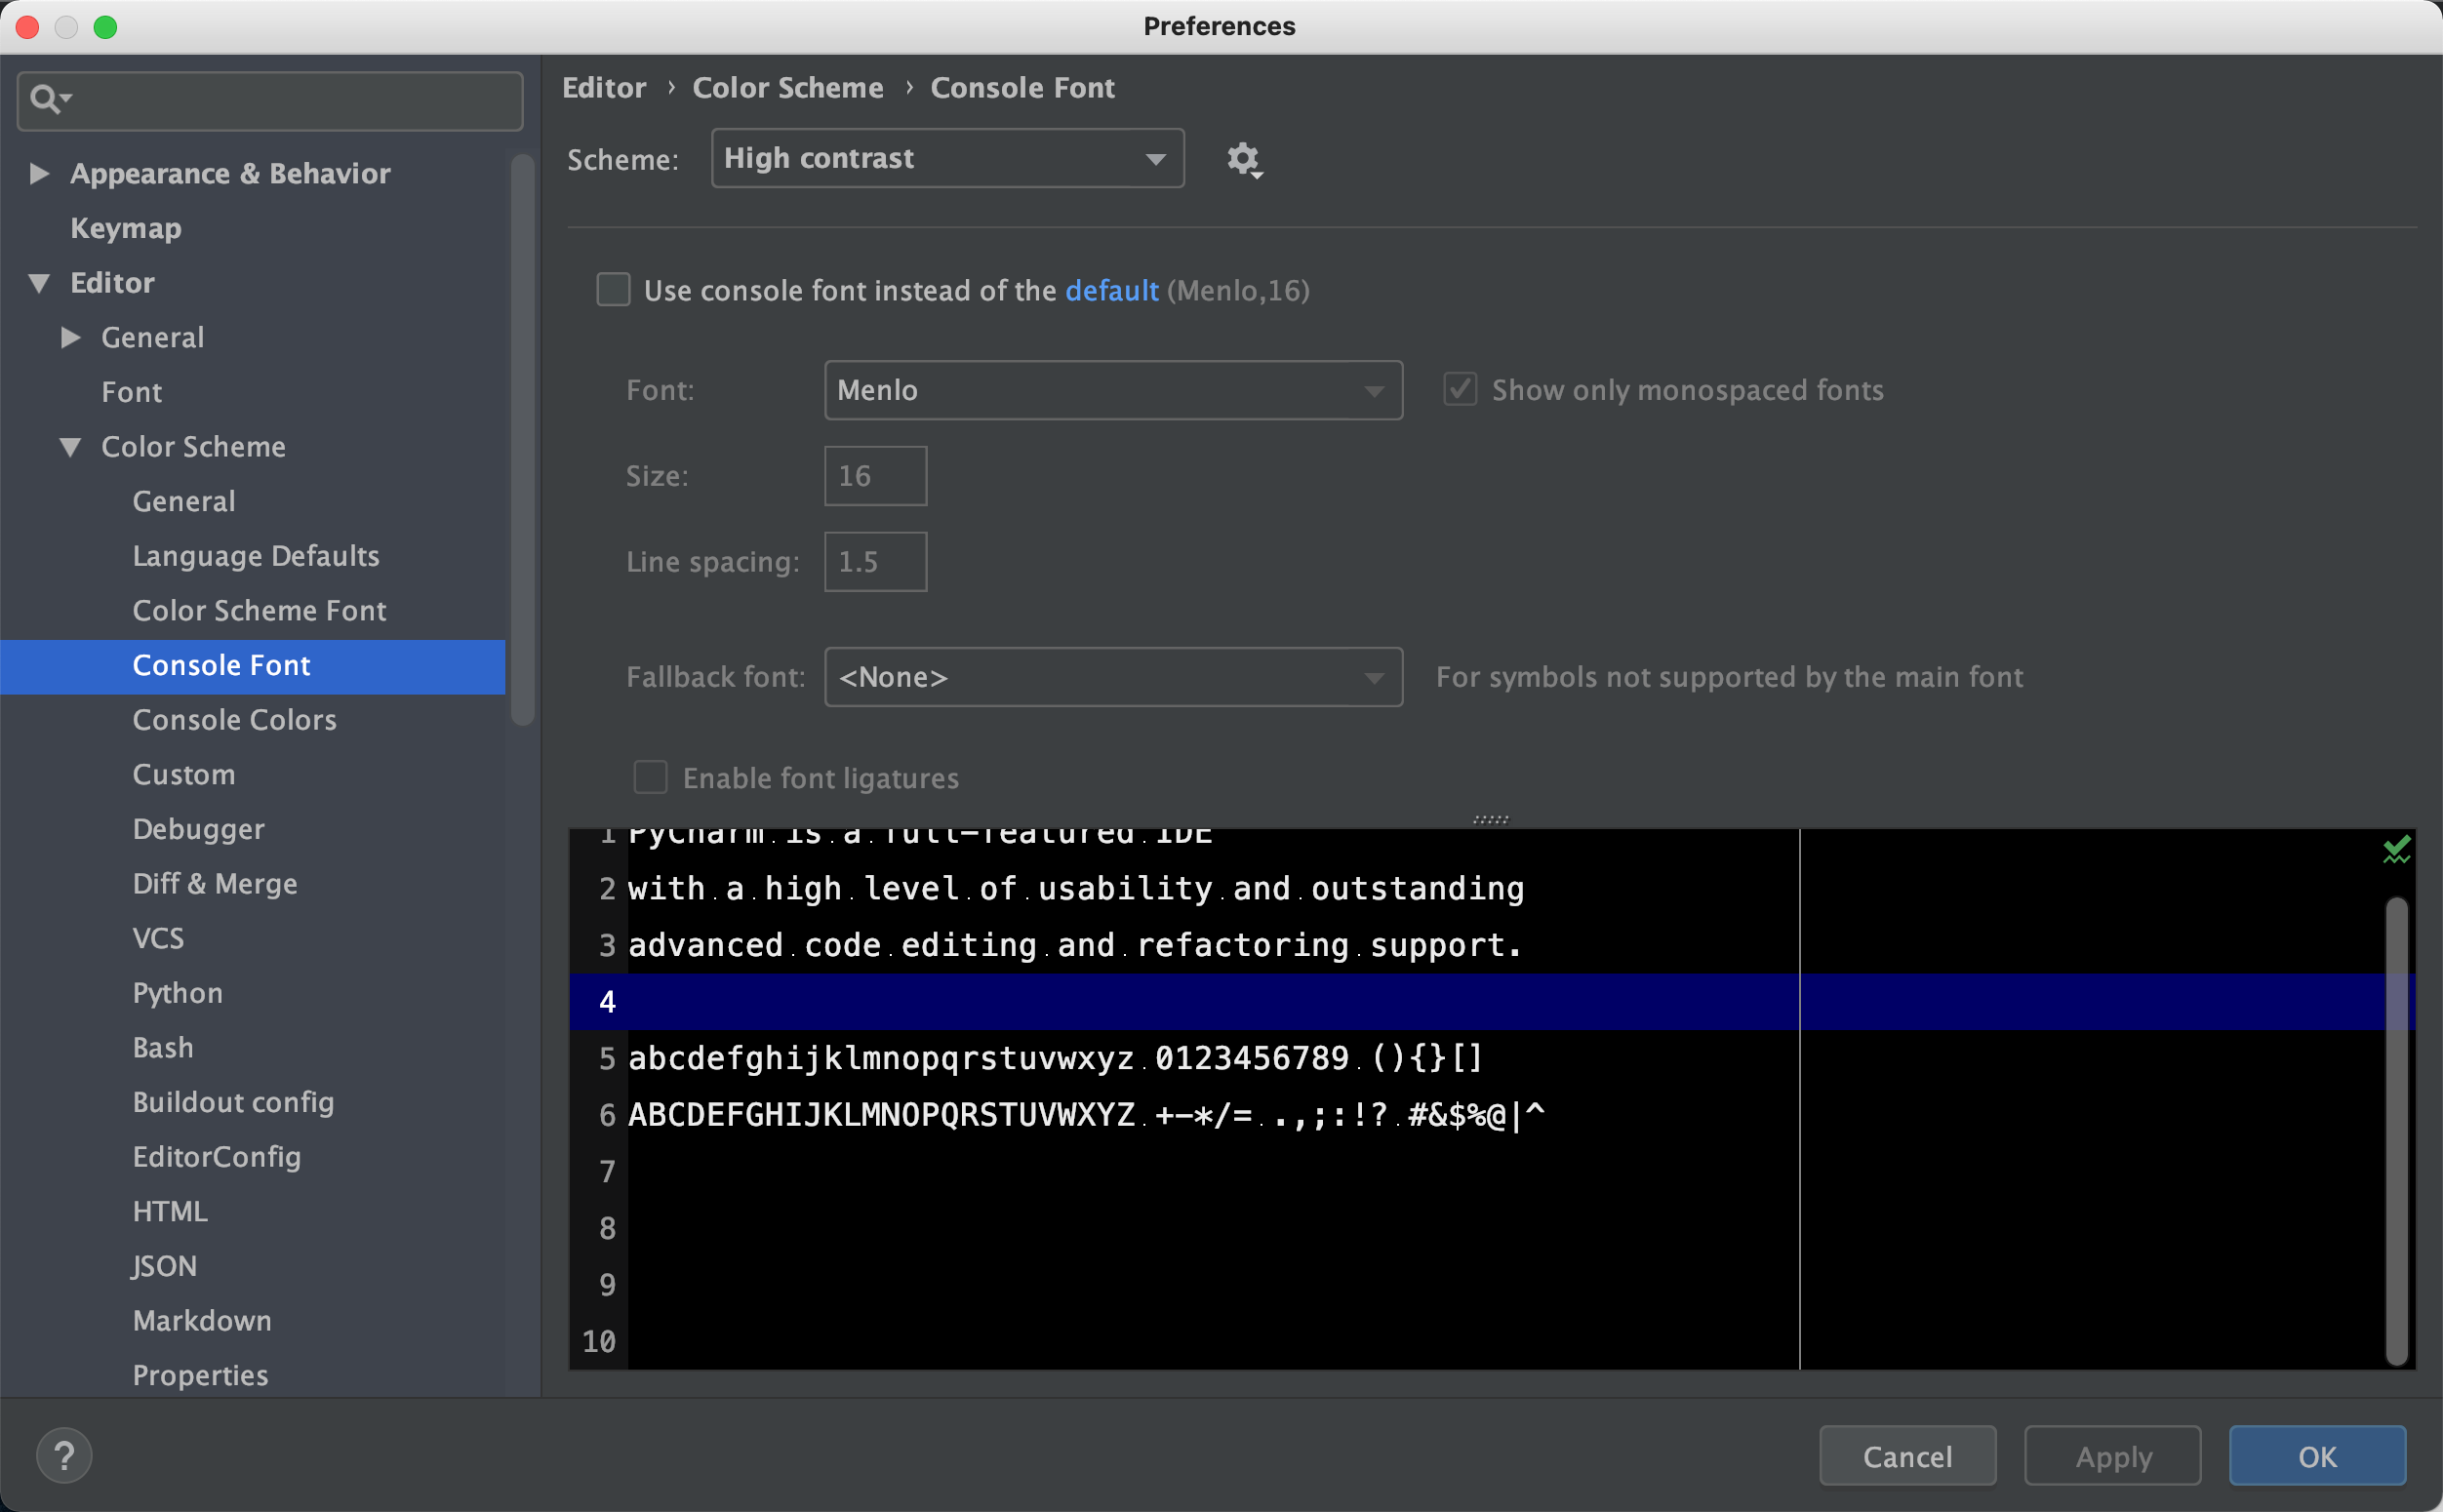 Preferences
Appearance & Behavior
Keymap
Editor
General
Font
Color Scheme
General
Language Defaults
Color Scheme Font
Console Font
Console Colors
Custom
Debugger
Diff & Merge
VCS
Python
Bash
Buildout config
EditorConfig
HTML
JSON
Markdown
Properties
Editor › Color Scheme › Console Font
Scheme: High contrast
Use console font instead of the default (Menlo,16)
Font: Menlo Show only monospaced fonts
Size: 16
Line spacing: 1.5
Fallback font: <None> For symbols not supported by the main font
Enable font ligatures
1 PyCharm is a full-featured IDE
2 with a high level of usability and outstanding
3 advanced code editing and refactoring support.
4
5 abcdefghijklmnopqrstuvwxyz 0123456789 (){}[]
6 ABCDEFGHIJKLMNOPQRSTUVWXYZ +-*/= .,;:!? #&$%@|^
7
8
9
10
? Cancel Apply OK